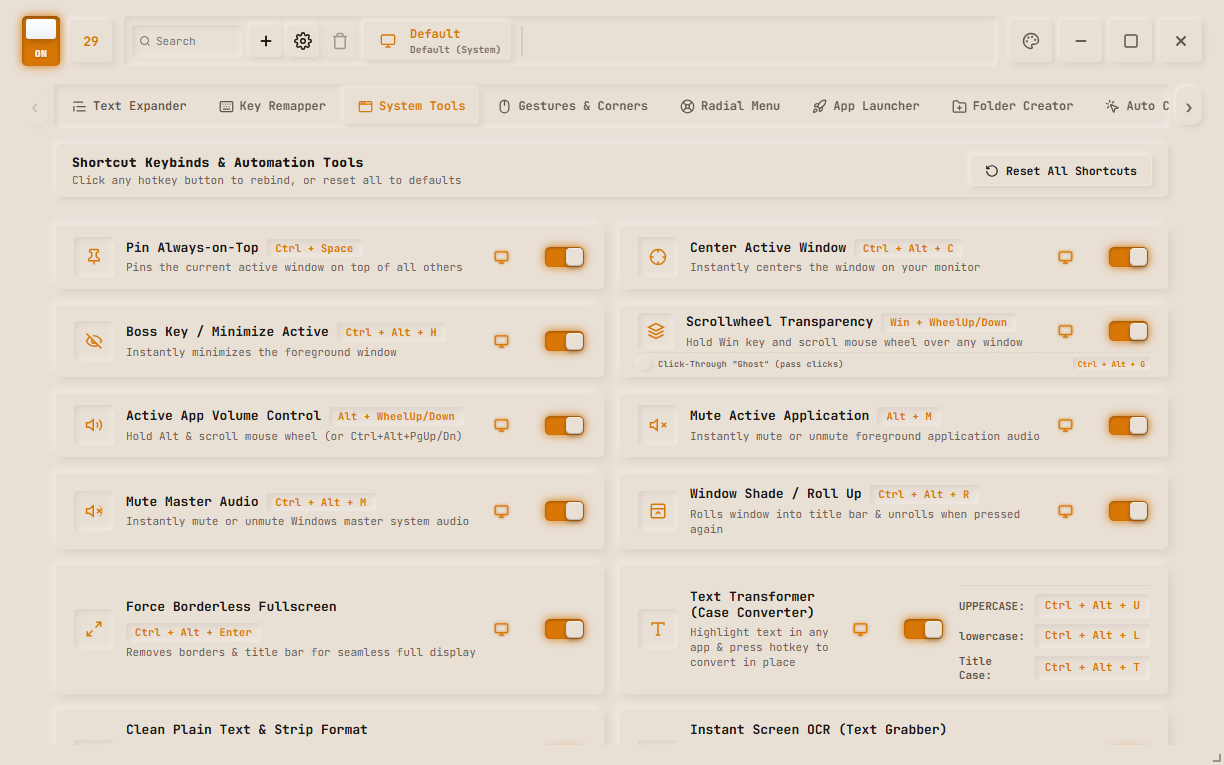 ON
29
Search
Default
Default (System)
Text Expander
Key Remapper
System Tools
Gestures & Corners
Radial Menu
App Launcher
Folder Creator
Auto C
Shortcut Keybinds & Automation Tools
Click any hotkey button to rebind, or reset all to defaults
Reset All Shortcuts
Pin Always-on-Top
Ctrl + Space
Pins the current active window on top of all others
Center Active Window
Ctrl + Alt + C
Instantly centers the window on your monitor
Boss Key / Minimize Active
Ctrl + Alt + H
Instantly minimizes the foreground window
Scrollwheel Transparency
Win + WheelUp/Down
Hold Win key and scroll mouse wheel over any window
Click-Through "Ghost" (pass clicks)
Ctrl + Alt + G
Active App Volume Control
Alt + WheelUp/Down
Hold Alt & scroll mouse wheel (or Ctrl+Alt+PgUp/Dn)
Mute Active Application
Alt + M
Instantly mute or unmute foreground application audio
Mute Master Audio
Ctrl + Alt + M
Instantly mute or unmute Windows master system audio
Window Shade / Roll Up
Ctrl + Alt + R
Rolls window into title bar & unrolls when pressed
again
Force Borderless Fullscreen
Ctrl + Alt + Enter
Removes borders & title bar for seamless full display
Text Transformer
(Case Converter)
Highlight text in any
app & press hotkey to
convert in place
UPPERCASE:
Ctrl + Alt + U
lowercase:
Ctrl + Alt + L
Title
Case:
Ctrl + Alt + T
Clean Plain Text & Strip Format
Instant Screen OCR (Text Grabber)